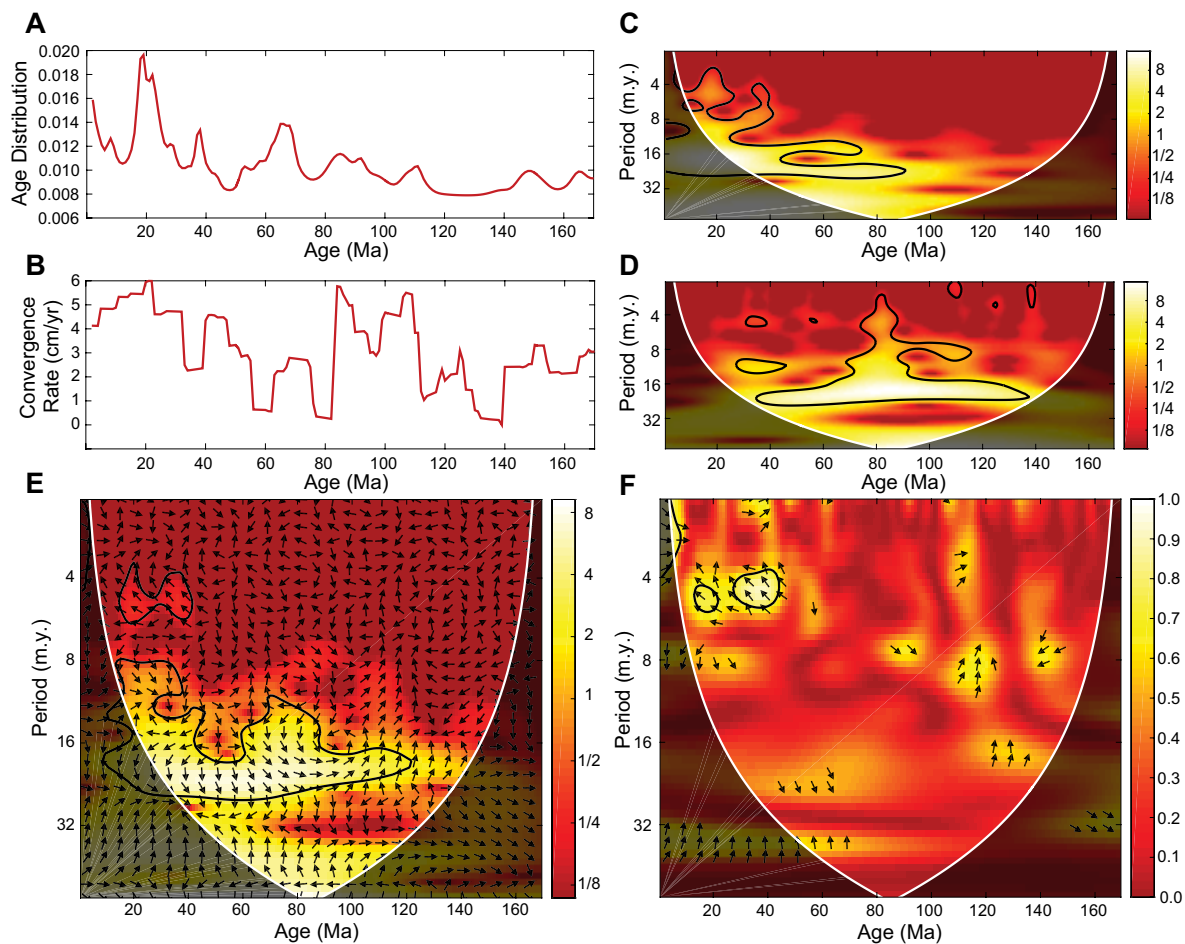 A
Age Distribution
0.020
0.018
0.016
0.014
0.012
0.010
0.008
0.006
20 40 60 80 100 120 140 160
Age (Ma)
B
Convergence
Rate (cm/yr)
6
5
4
3
2
1
0
20 40 60 80 100 120 140 160
Age (Ma)
C
Period (m.y.)
4
8
16
32
20 40 60 80 100 120 140 160
Age (Ma)
8
4
2
1
1/2
1/4
1/8
D
Period (m.y.)
4
8
16
32
20 40 60 80 100 120 140 160
Age (Ma)
8
4
2
1
1/2
1/4
1/8
E
Period (m.y.)
4
8
16
32
20 40 60 80 100 120 140 160
Age (Ma)
8
4
2
1
1/2
1/4
1/8
F
Period (m.y.)
4
8
16
32
20 40 60 80 100 120 140 160
Age (Ma)
1.0
0.9
0.8
0.7
0.6
0.5
0.4
0.3
0.2
0.1
0.0